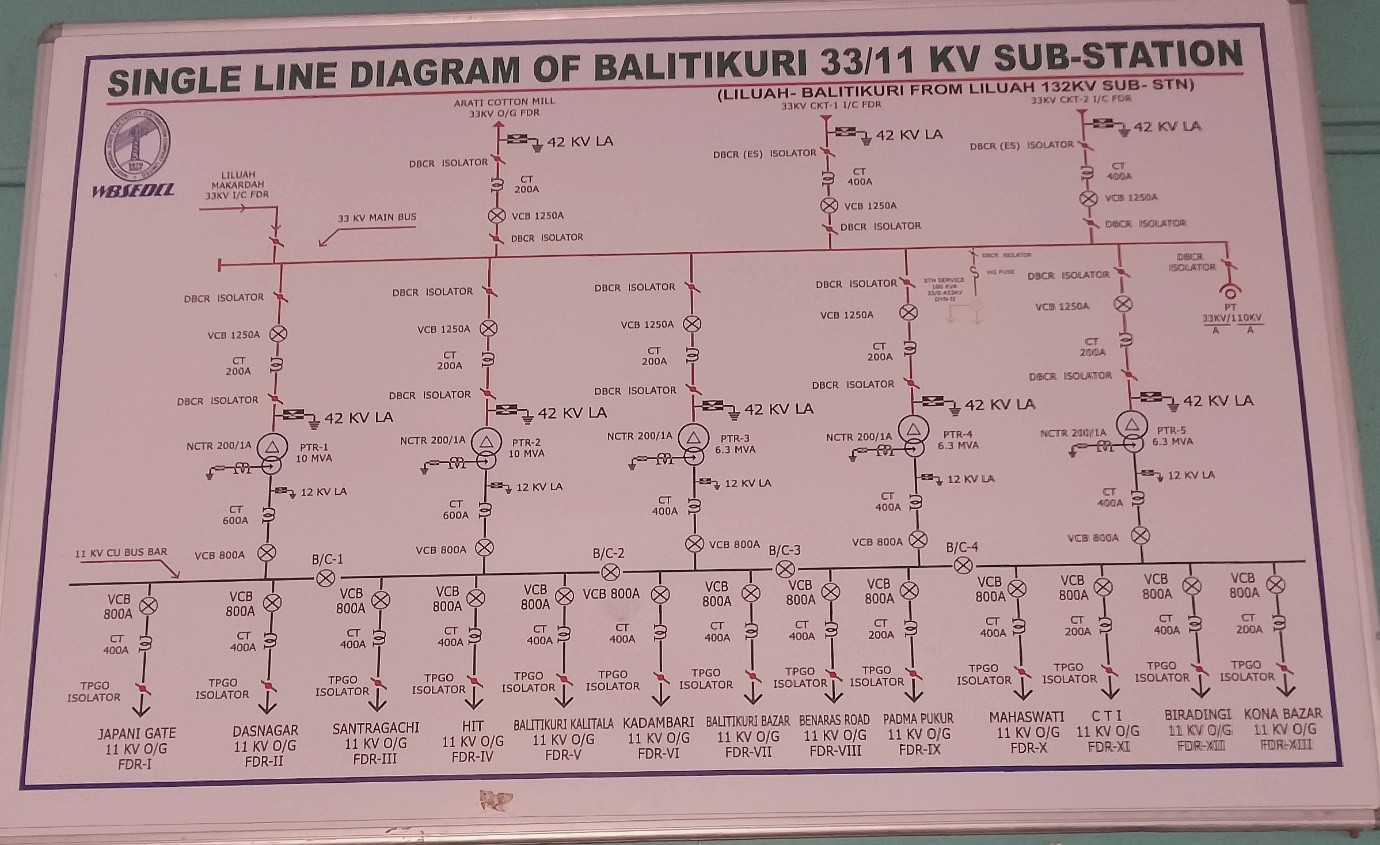 SINGLE LINE DIAGRAM OF BALITIKURI 33/11 KV SUB-STATION
(LILUAH- BALITIKURI FROM LILUAH 132KV SUB- STN)
WBSEDCL
ARATI COTTON MILL
33KV O/G FDR
33KV CKT-1 I/C FDR
33KV CKT-2 I/C FDR
42 KV LA
42 KV LA
42 KV LA
DBCR ISOLATOR
DBCR (ES) ISOLATOR
DBCR (ES) ISOLATOR
CT
200A
CT
400A
CT
400A
VCB 1250A
VCB 1250A
VCB 1250A
DBCR ISOLATOR
DBCR ISOLATOR
DBCR ISOLATOR
LILUAH
MAKARDAH
33KV I/C FDR
33 KV MAIN BUS
DBCR ISOLATOR
HG FUSE
STN SERVICE
100 KVA
33/0.415KV
DYN-II
DBCR
ISOLATOR
PT
33KV/110KV
A A
DBCR ISOLATOR
DBCR ISOLATOR
DBCR ISOLATOR
DBCR ISOLATOR
DBCR ISOLATOR
VCB 1250A
VCB 1250A
VCB 1250A
VCB 1250A
VCB 1250A
CT
200A
CT
200A
CT
200A
CT
200A
CT
200A
DBCR ISOLATOR
DBCR ISOLATOR
DBCR ISOLATOR
DBCR ISOLATOR
DBCR ISOLATOR
42 KV LA
42 KV LA
42 KV LA
42 KV LA
42 KV LA
NCTR 200/1A
PTR-1
10 MVA
NCTR 200/1A
PTR-2
10 MVA
NCTR 200/1A
PTR-3
6.3 MVA
NCTR 200/1A
PTR-4
6.3 MVA
NCTR 200/1A
PTR-5
6.3 MVA
12 KV LA
12 KV LA
12 KV LA
12 KV LA
12 KV LA
CT
600A
CT
600A
CT
400A
CT
400A
CT
400A
VCB 800A
VCB 800A
VCB 800A
VCB 800A
VCB 800A
11 KV CU BUS BAR
B/C-1
B/C-2
B/C-3
B/C-4
VCB
800A
VCB
800A
VCB
800A
VCB
800A
VCB
800A
VCB 800A
VCB
800A
VCB
800A
VCB
800A
VCB
800A
VCB
800A
VCB
800A
VCB
800A
CT
400A
CT
400A
CT
400A
CT
400A
CT
400A
CT
400A
CT
400A
CT
400A
CT
200A
CT
400A
CT
200A
CT
400A
CT
200A
TPGO
ISOLATOR
TPGO
ISOLATOR
TPGO
ISOLATOR
TPGO
ISOLATOR
TPGO
ISOLATOR
TPGO
ISOLATOR
TPGO
ISOLATOR
TPGO
ISOLATOR
TPGO
ISOLATOR
TPGO
ISOLATOR
TPGO
ISOLATOR
TPGO
ISOLATOR
TPGO
ISOLATOR
JAPANI GATE
11 KV O/G
FDR-I
DASNAGAR
11 KV O/G
FDR-II
SANTRAGACHI
11 KV O/G
FDR-III
HIT
11 KV O/G
FDR-IV
BALITIKURI KALITALA
11 KV O/G
FDR-V
KADAMBARI
11 KV O/G
FDR-VI
BALITIKURI BAZAR
11 KV O/G
FDR-VII
BENARAS ROAD
11 KV O/G
FDR-VIII
PADMA PUKUR
11 KV O/G
FDR-IX
MAHASWATI
11 KV O/G
FDR-X
C T I
11 KV O/G
FDR-XI
BIRADINGI
11 KV O/G
FDR-XII
KONA BAZAR
11 KV O/G
FDR-XIII